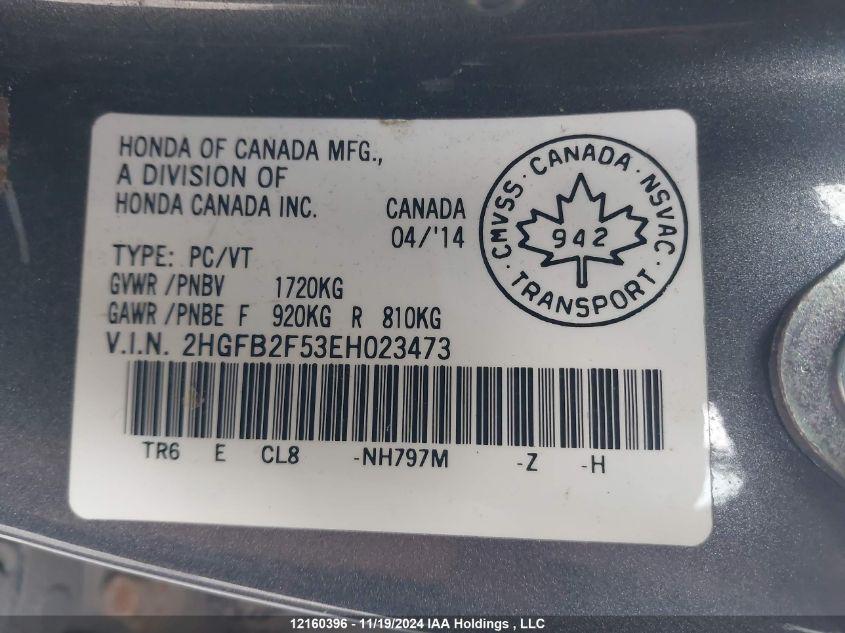 HONDA OF CANADA MFG.,
A DIVISION OF
HONDA CANADA INC.
CANADA
04/'14
CMVSS · CANADA · NSVAC · TRANSPORT ·
942
TYPE: PC/VT
GVWR /PNBV 1720KG
GAWR /PNBE F 920KG R 810KG
V.I.N. 2HGFB2F53EH023473
TR6 E CL8 -NH797M -Z -H
12160396 - 11/19/2024 IAA Holdings , LLC